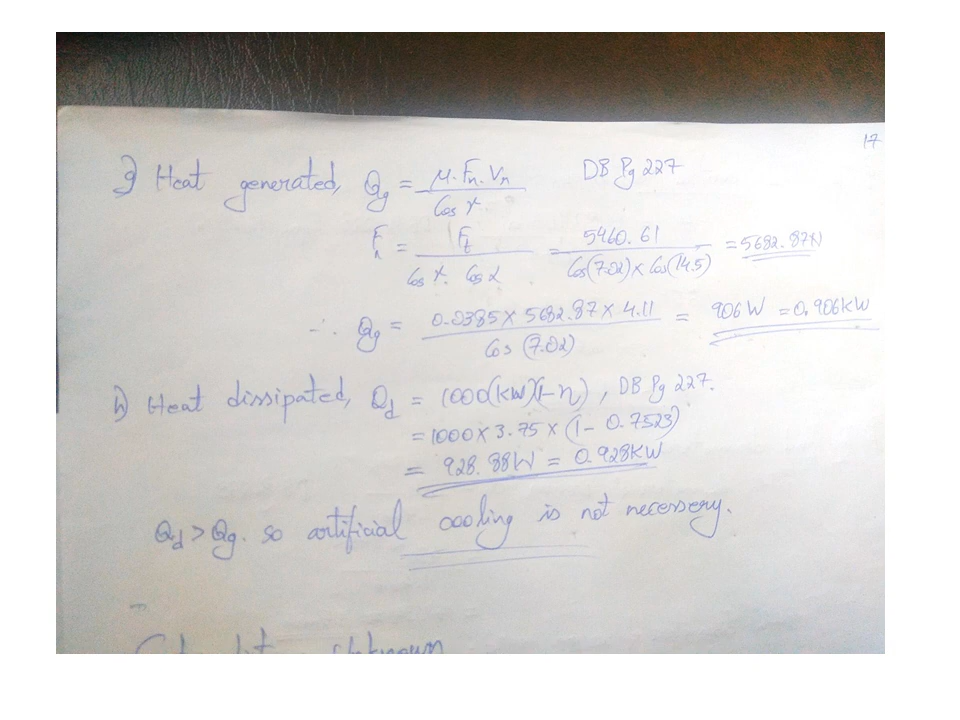 17
g) Heat generated, Qg = μ.Fn.Vn / Cos γ DB Pg 227
Fn = Ft / Cos γ. Cos α = 5460.61 / Cos(7.02) x Cos(14.5) = 5682.87N
∴ Qg = 0.0385 x 5682.87 x 4.11 / Cos (7.02) = 906 W = 0.906KW
h) Heat dissipated, Qd = 1000(KW)(1-η), DB Pg 227.
= 1000 x 3.75 x (1 - 0.7523)
= 928.88W = 0.928KW
Qd > Qg. so artificial cooling is not necessery.
Unknown